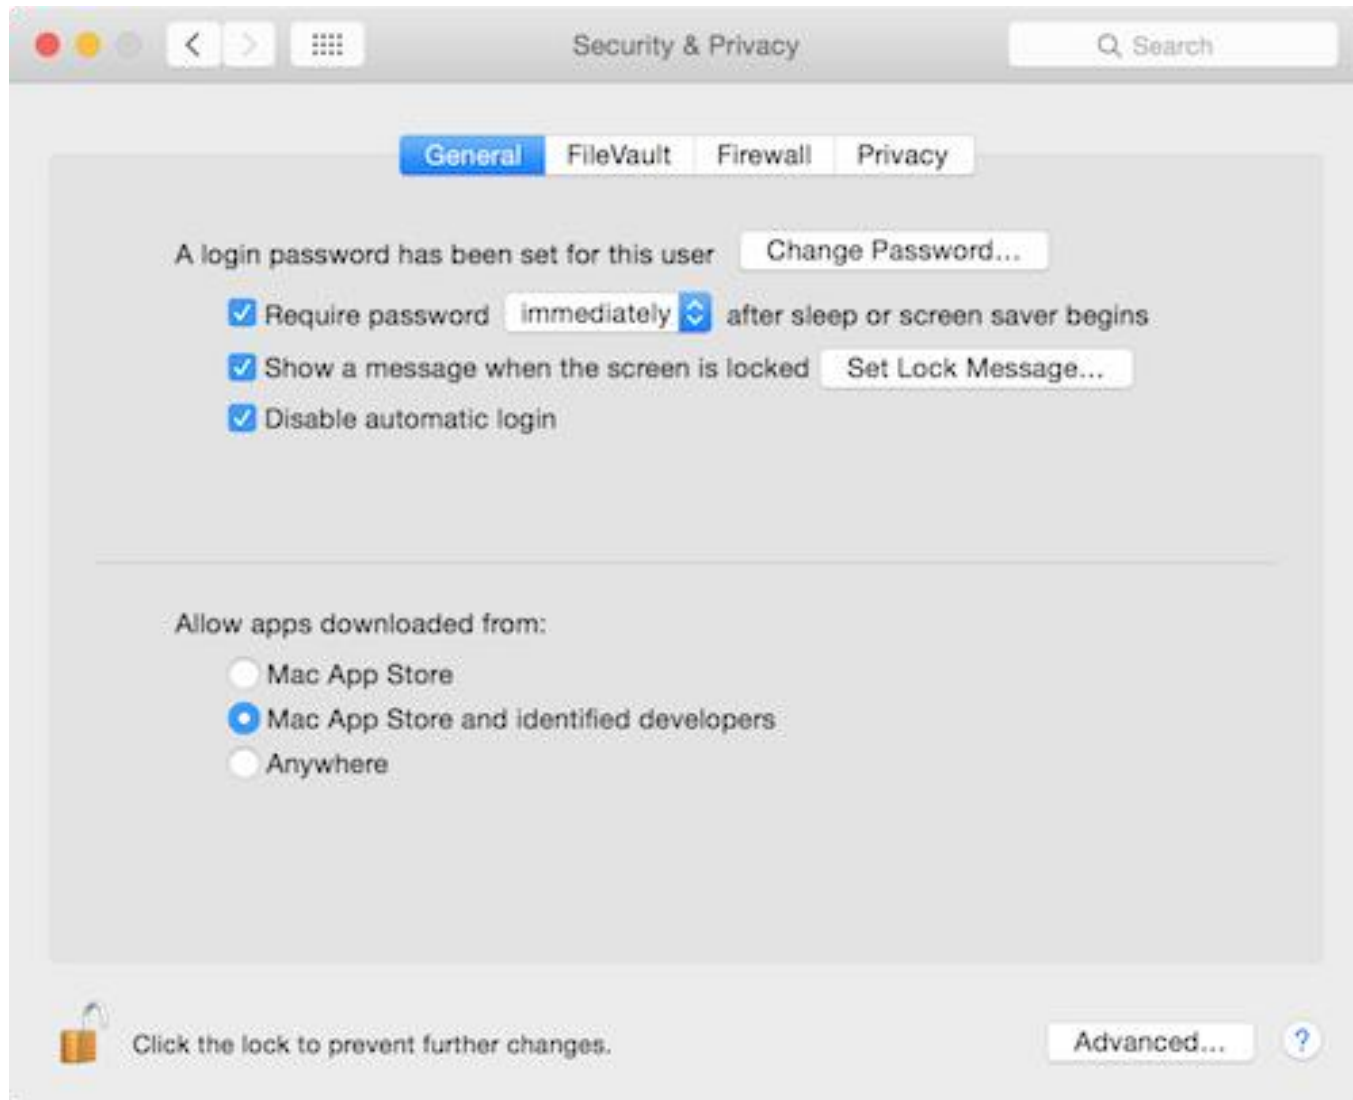 Security & Privacy
Search
General FileVault Firewall Privacy
A login password has been set for this user Change Password...
Require password immediately after sleep or screen saver begins
Show a message when the screen is locked Set Lock Message...
Disable automatic login
Allow apps downloaded from:
Mac App Store
Mac App Store and identified developers
Anywhere
Click the lock to prevent further changes.
Advanced... ?